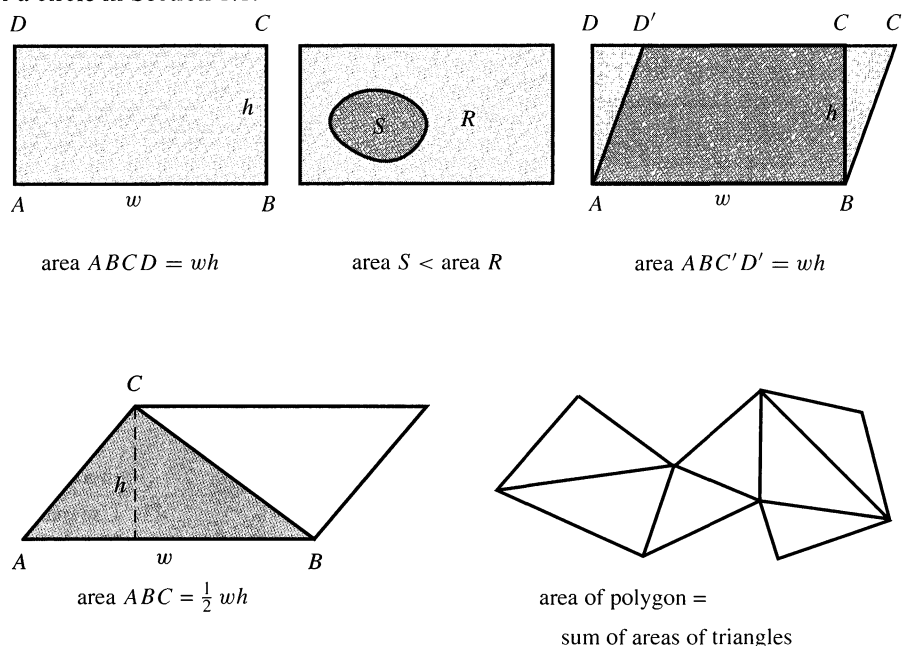 D C D D′ C C
h S R h
A w B A w B
area ABCD = wh area S < area R area ABC′D′ = wh
C
h
A w B
area ABC = 1/2 wh area of polygon =
sum of areas of triangles